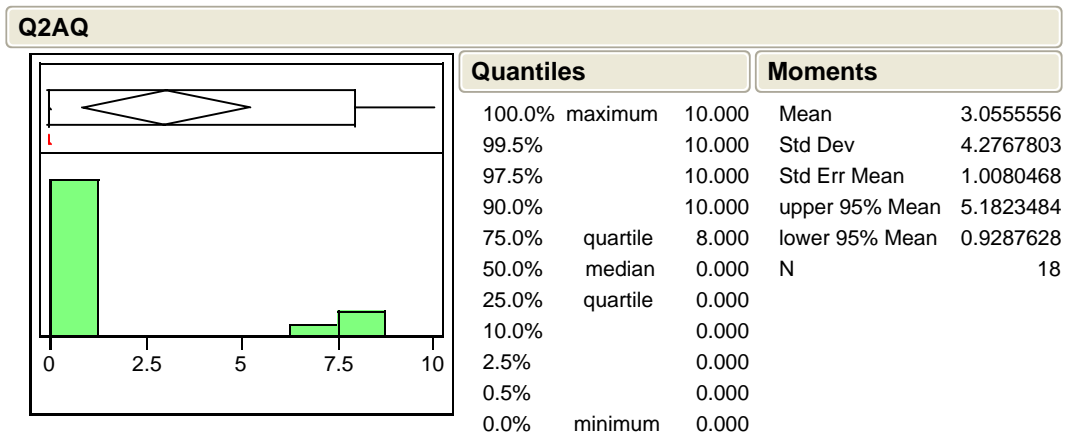 Q2AQ
0 2.5 5 7.5 10
Quantiles
100.0% maximum 10.000
99.5% 10.000
97.5% 10.000
90.0% 10.000
75.0% quartile 8.000
50.0% median 0.000
25.0% quartile 0.000
10.0% 0.000
2.5% 0.000
0.5% 0.000
0.0% minimum 0.000
Moments
Mean 3.0555556
Std Dev 4.2767803
Std Err Mean 1.0080468
upper 95% Mean 5.1823484
lower 95% Mean 0.9287628
N 18